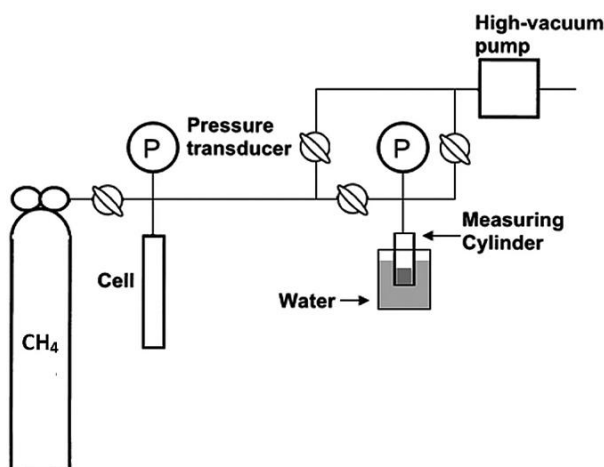 High-vacuum
pump
Pressure
transducer
P
P
Measuring
Cylinder
Cell
Water
CH₄